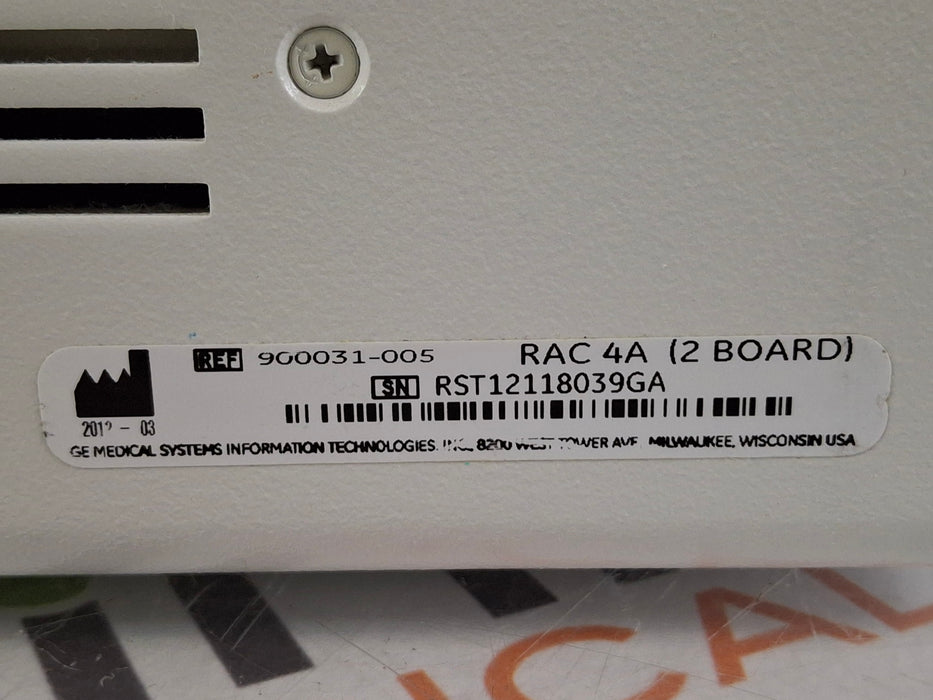 REF 900031-005 RAC 4A (2 BOARD)
SN RST12118039GA
- 03
GE MEDICAL SYSTEMS INFORMATION TECHNOLOGIES, INC., 8200 WEST TOWER AVE MILWAUKEE, WISCONSIN USA
ICAL